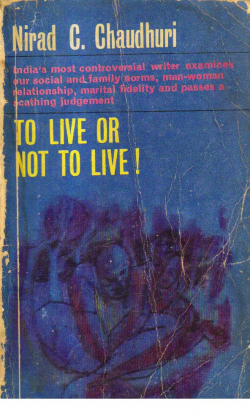 Nirad C. Chaudhuri
India's most controversial writer examines
our social and family norms, man-woman
relationship, marital fidelity and passes a
scathing judgement
TO LIVE OR
NOT TO LIVE!